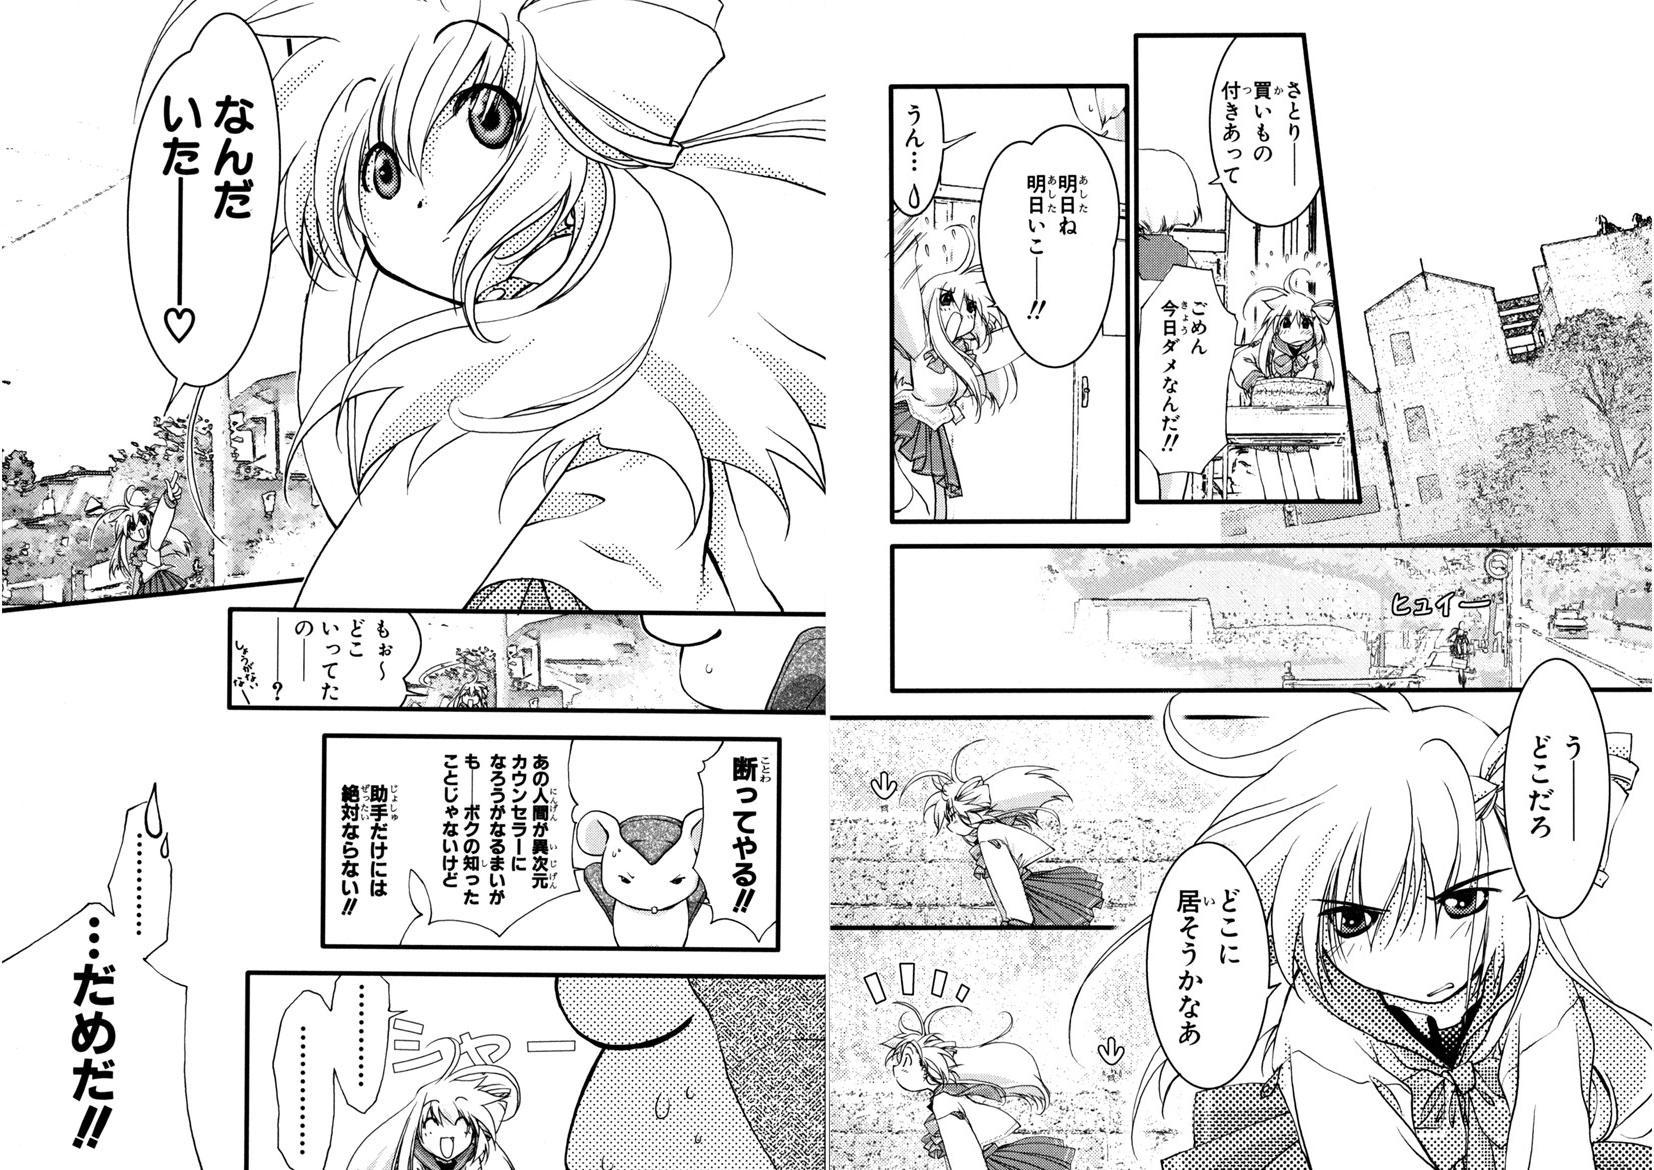 さとり――
買いもの
付きあって
ごめん
今日ダメなんだ!!
明日ね
明日いこ――!!
うん…
ヒュイー
うー――
どこだろ
どこに
居そうかなあ
なんだ
いた――♡
もぉ〜
どこ
いってた
の――?
しょうがない
なー
断ってやる!!
あの人間が異次元
カウンセラーに
なろうがなるまいが
も――ボクの知った
ことじゃないけど
助手だけには
絶対ならない!!
シャー
…………
…………
…………
…だめだ!!